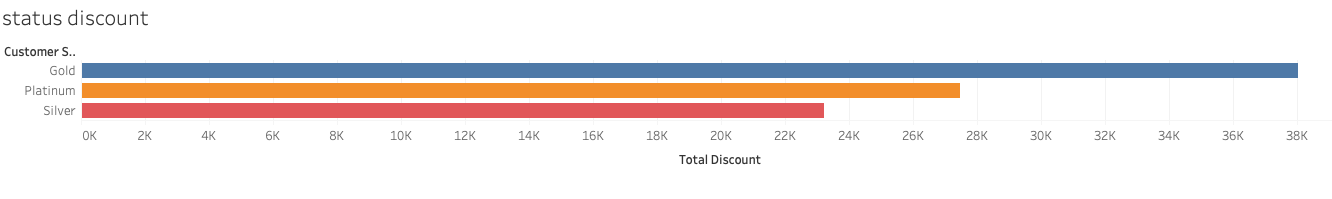 status discount
Customer S..
Gold
Platinum
Silver
0K 2K 4K 6K 8K 10K 12K 14K 16K 18K 20K 22K 24K 26K 28K 30K 32K 34K 36K 38K
Total Discount